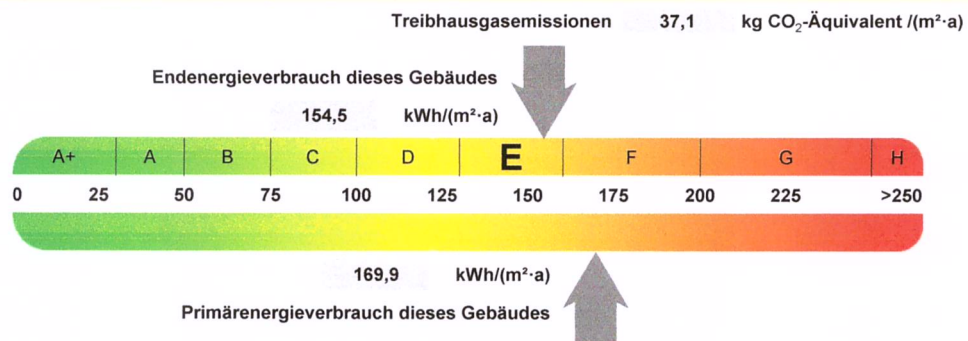 Treibhausgasemissionen 37,1 kg CO₂-Äquivalent /(m²·a)
Endenergieverbrauch dieses Gebäudes
154,5 kWh/(m²·a)
A+ A B C D E F G H
0 25 50 75 100 125 150 175 200 225 >250
169,9 kWh/(m²·a)
Primärenergieverbrauch dieses Gebäudes